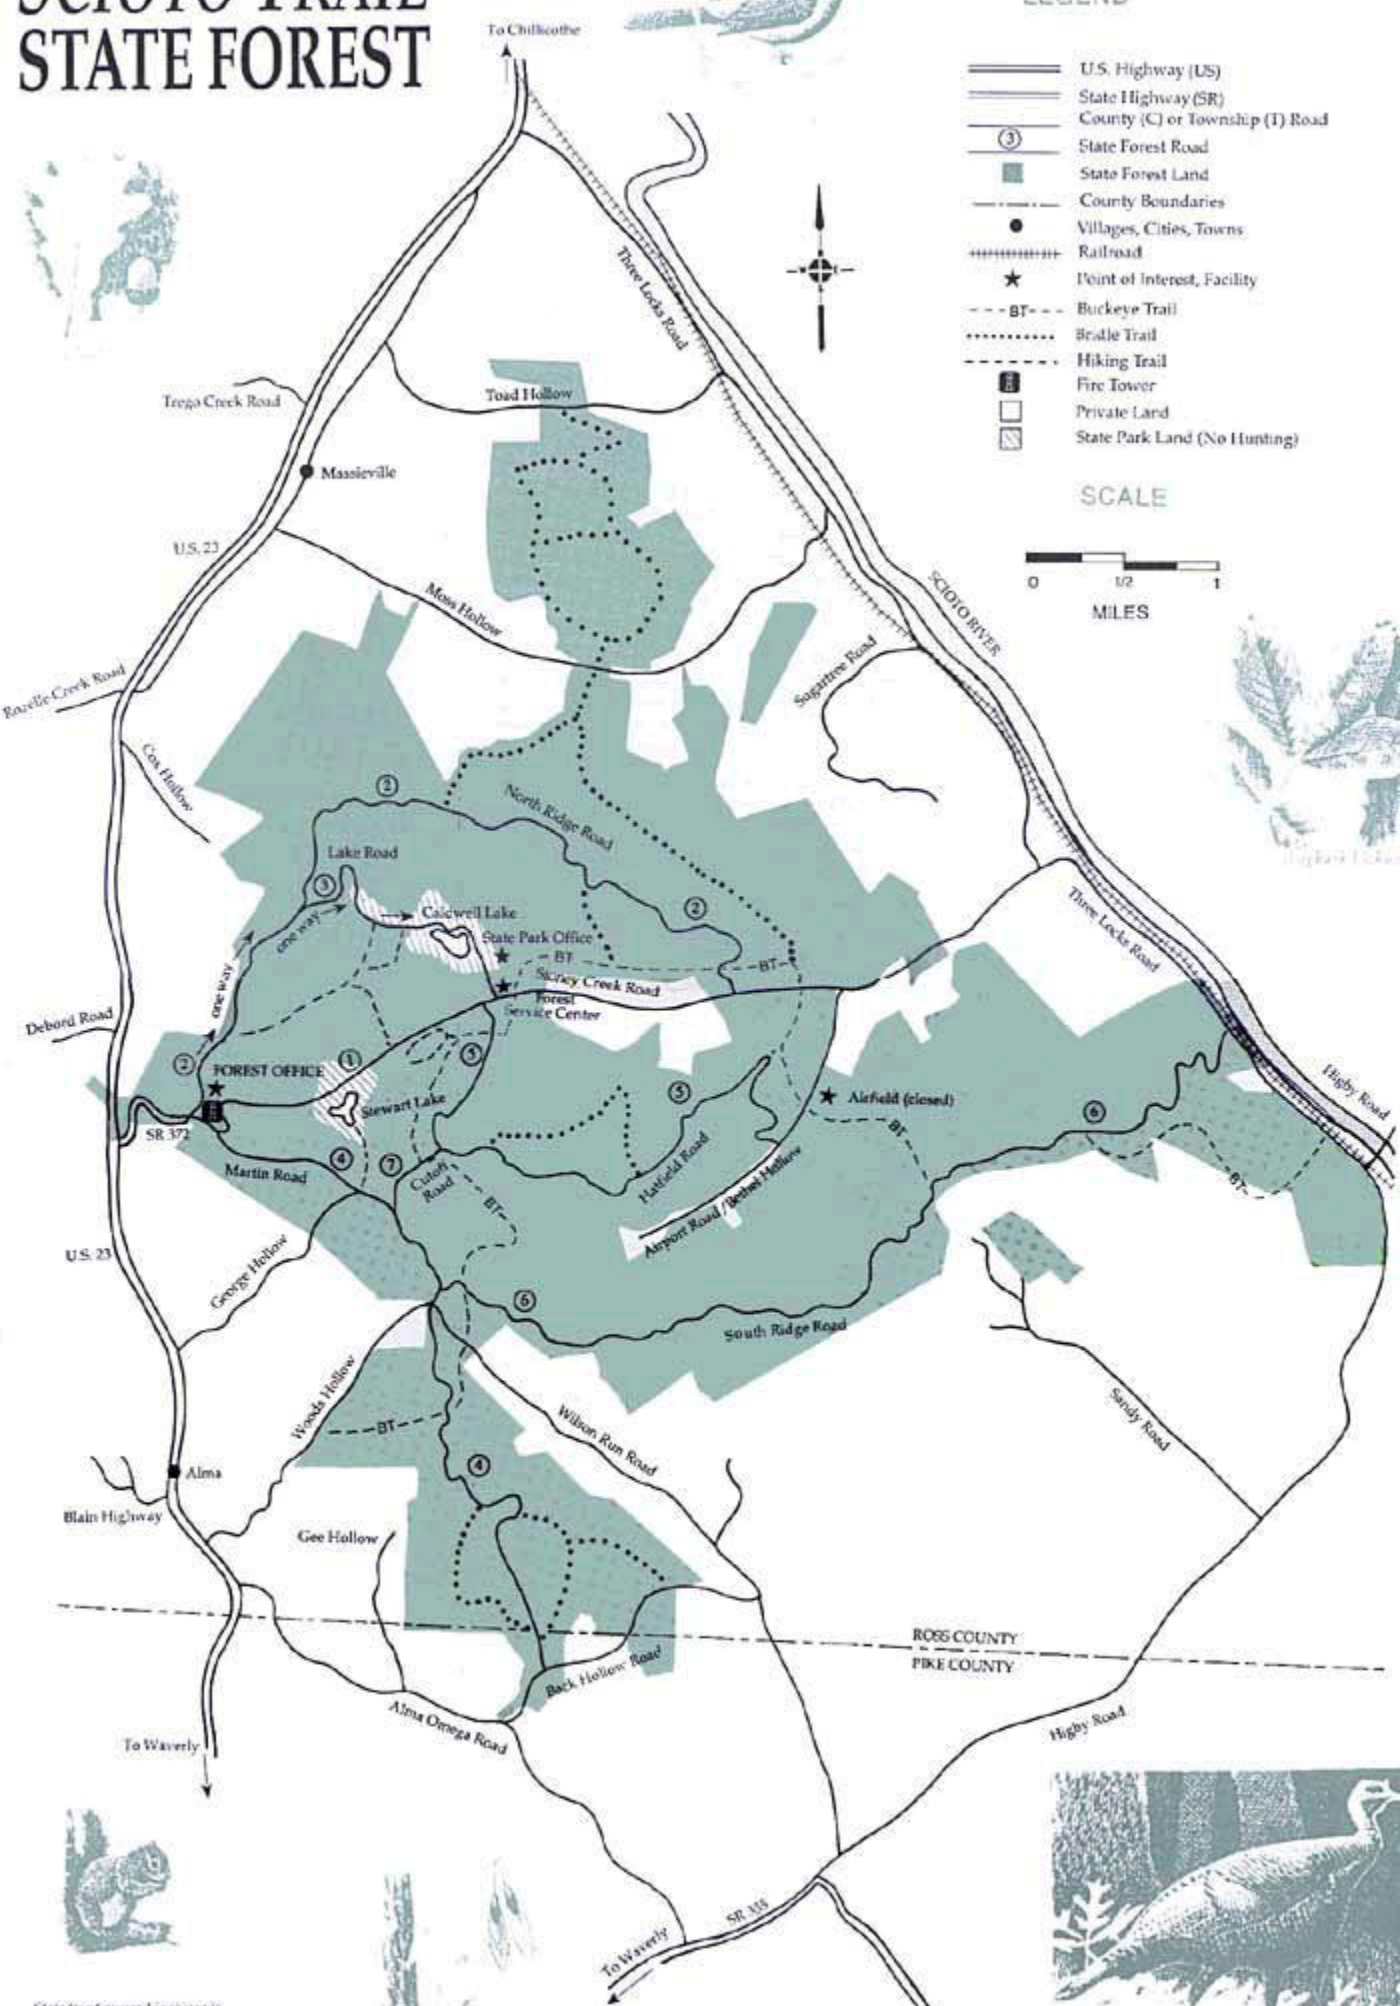 SCIOTO TRAIL
STATE FOREST
To Chillicothe
LEGEND
U.S. Highway (US)
State Highway (SR)
County (C) or Township (T) Road
3
State Forest Road
State Forest Land
County Boundaries
Villages, Cities, Towns
Railroad
Point of Interest, Facility
BT
Buckeye Trail
Bridle Trail
Hiking Trail
Fire Tower
Private Land
State Park Land (No Hunting)
SCALE
0 1/2 1
MILES
Three Locks Road
Trego Creek Road
Toad Hollow
Massieville
U.S. 23
Moss Hollow
SCIOTO RIVER
Sugartree Road
Rozelle Creek Road
Cox Hollow
2
North Ridge Road
Lake Road
3
one way
2
Caldwell Lake
State Park Office
BT
BT
Stoney Creek Road
Forest
Service Center
Three Locks Road
one way
Debord Road
2
FOREST OFFICE
1
5
Stewart Lake
5
Airfield (closed)
6
Higby Road
SR 372
BT
Martin Road
4
7
Cutoff
Road
Hatfield Road
Airport Road / Bethel Hollow
BT
BT
U.S. 23
George Hollow
6
South Ridge Road
Woods Hollow
BT
Wilson Run Road
Sandy Road
4
Alma
Blain Highway
Gee Hollow
ROSS COUNTY
PIKE COUNTY
Back Hollow Road
Alma Omega Road
Higby Road
To Waverly
SR 335
To Waverly